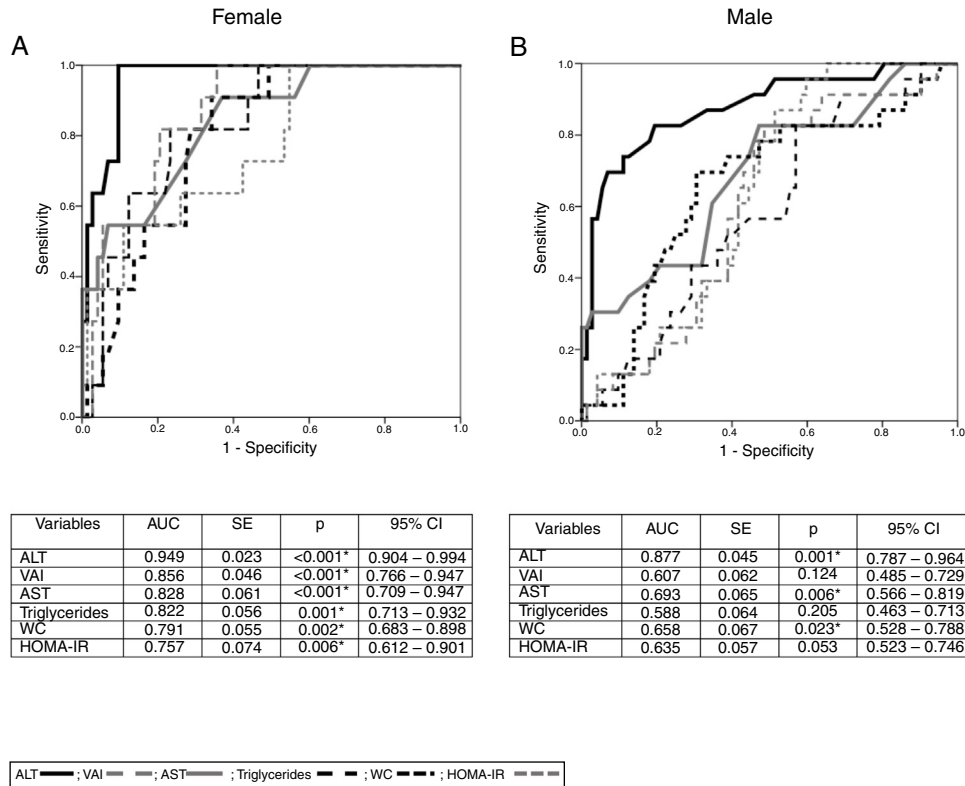 Female
Male
A
B
1.0
0.8
0.6
0.4
0.2
0.0
Sensitivity
0.0 0.2 0.4 0.6 0.8 1.0
1 - Specificity
1.0
0.8
0.6
0.4
0.2
0.0
Sensitivity
0.0 0.2 0.4 0.6 0.8 1.0
1 - Specificity
Variables AUC SE p 95% CI
ALT 0.949 0.023 <0.001* 0.904 – 0.994
VAI 0.856 0.046 <0.001* 0.766 – 0.947
AST 0.828 0.061 <0.001* 0.709 – 0.947
Triglycerides 0.822 0.056 0.001* 0.713 – 0.932
WC 0.791 0.055 0.002* 0.683 – 0.898
HOMA-IR 0.757 0.074 0.006* 0.612 – 0.901
Variables AUC SE p 95% CI
ALT 0.877 0.045 0.001* 0.787 – 0.964
VAI 0.607 0.062 0.124 0.485 – 0.729
AST 0.693 0.065 0.006* 0.566 – 0.819
Triglycerides 0.588 0.064 0.205 0.463 – 0.713
WC 0.658 0.067 0.023* 0.528 – 0.788
HOMA-IR 0.635 0.057 0.053 0.523 – 0.746
ALT ; VAI ; AST ; Triglycerides ; WC ; HOMA-IR